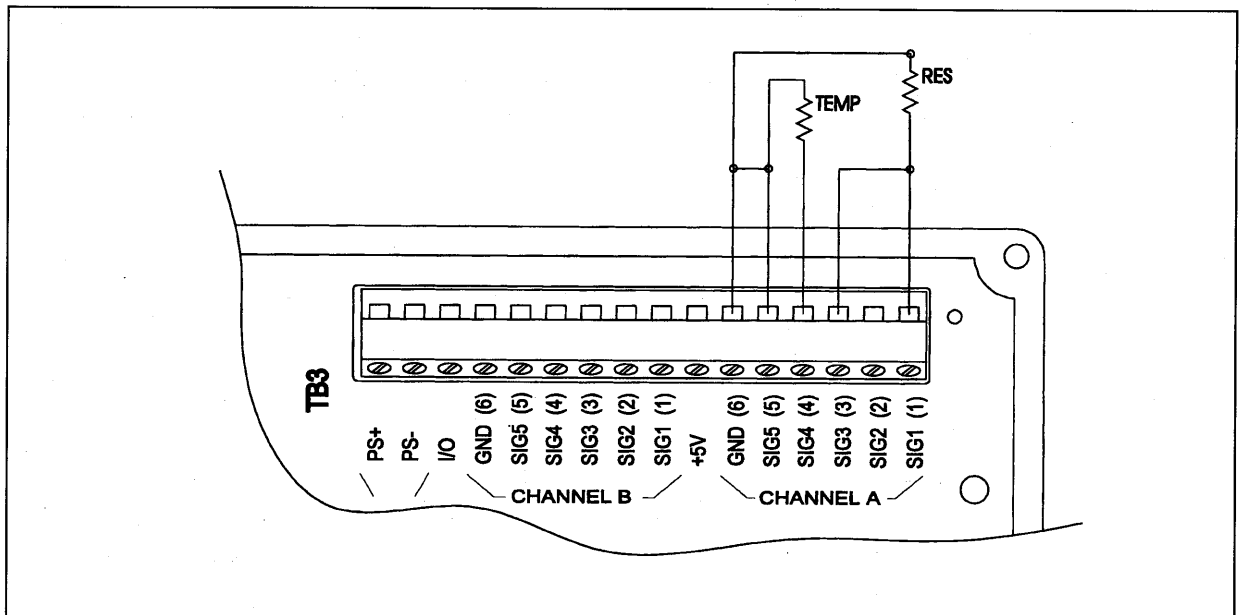 RES
TEMP
TB3
PS+
PS-
I/O
GND (6)
SIG5 (5)
SIG4 (4)
SIG3 (3)
SIG2 (2)
SIG1 (1)
+5V
GND (6)
SIG5 (5)
SIG4 (4)
SIG3 (3)
SIG2 (2)
SIG1 (1)
CHANNEL B
CHANNEL A